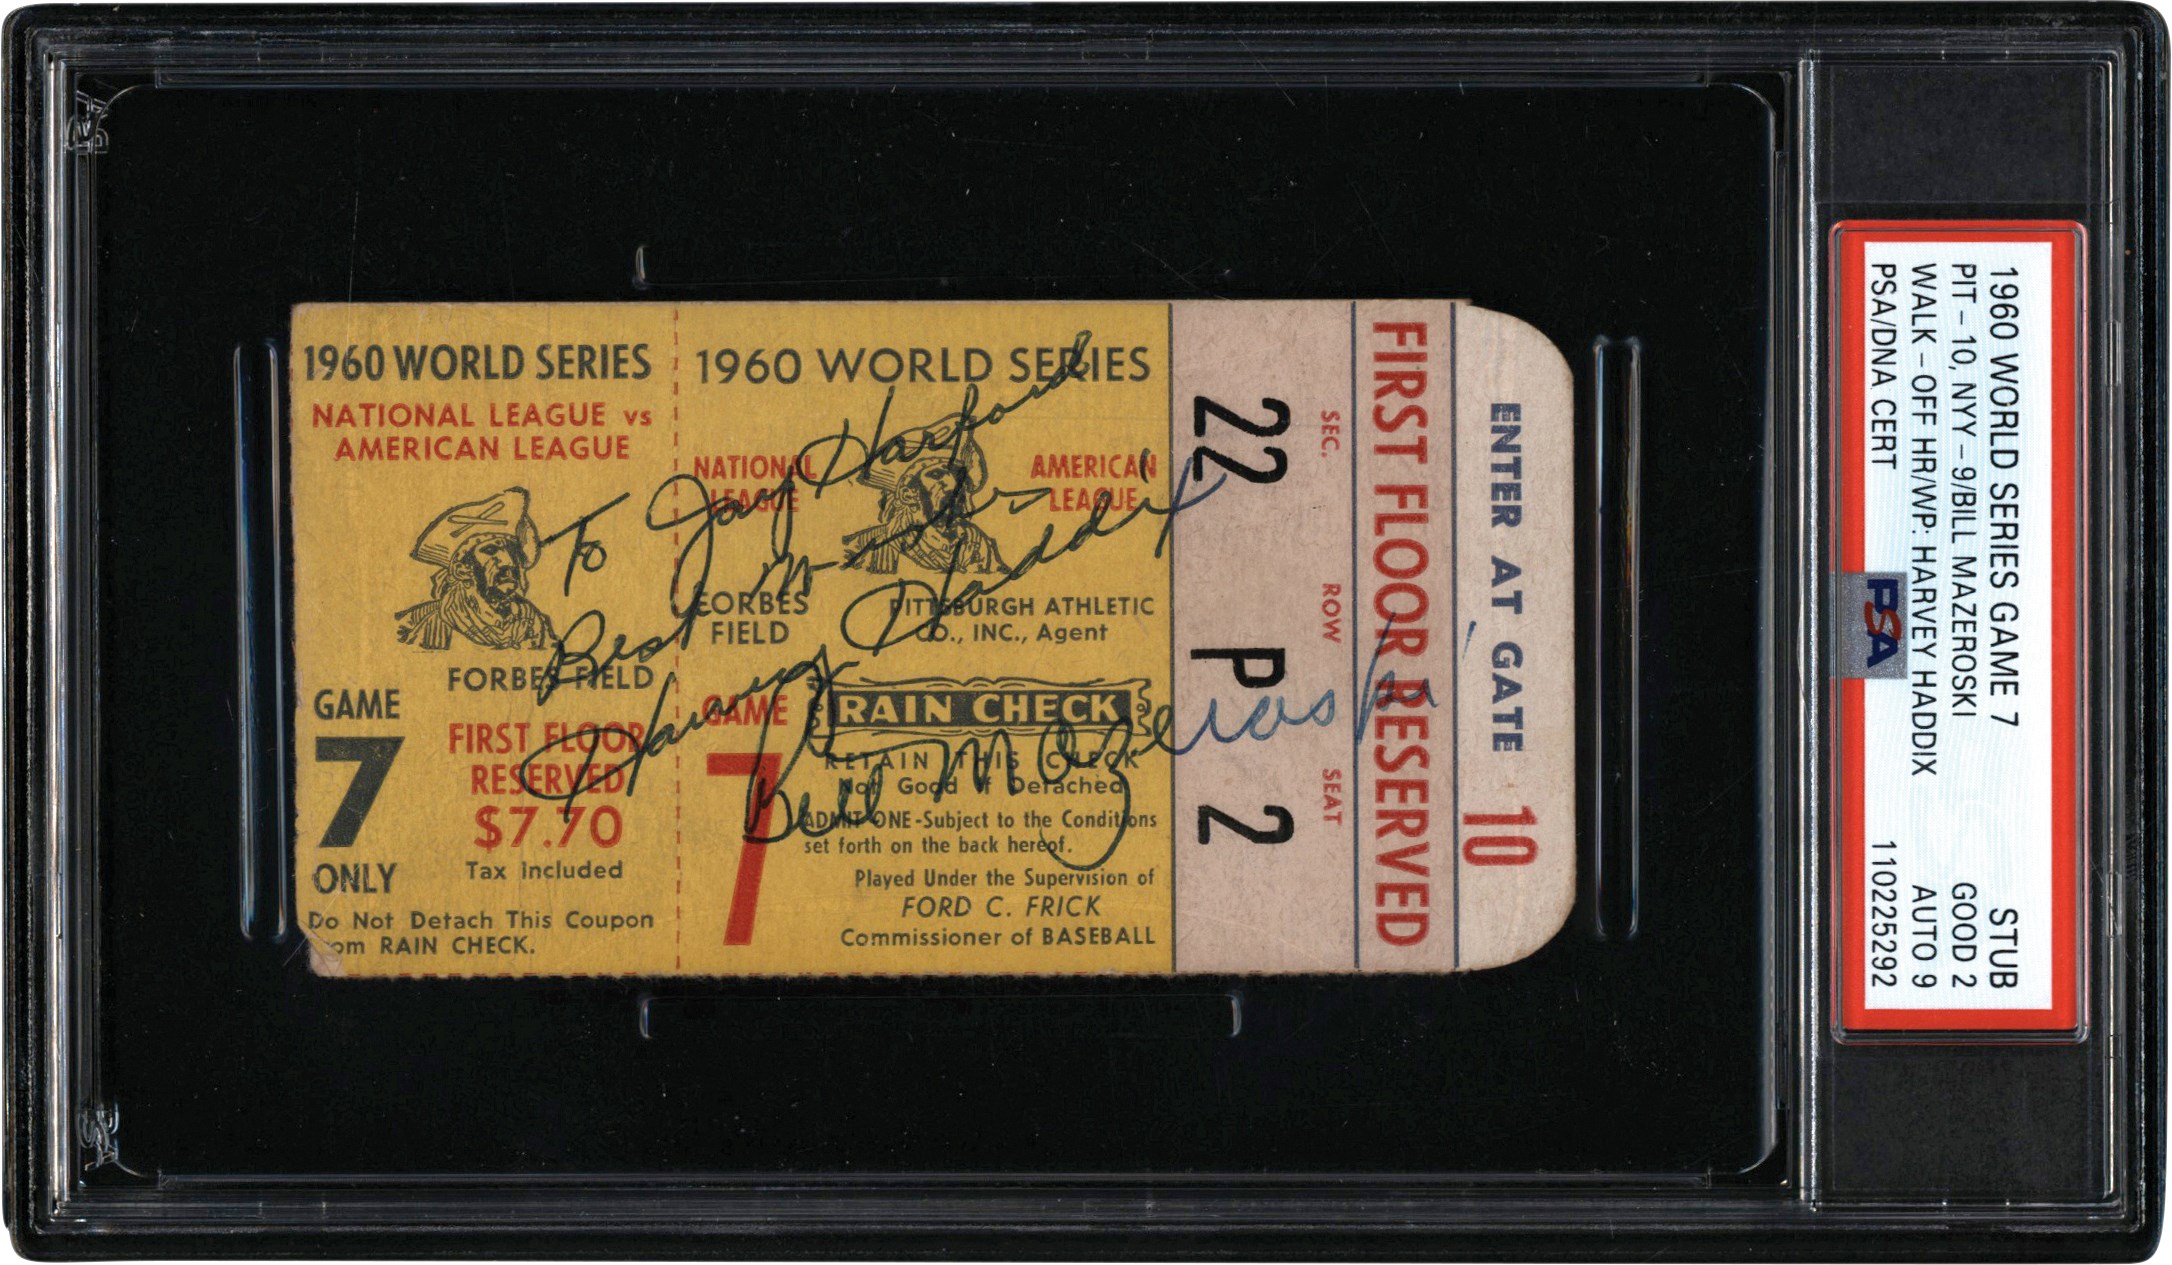 1960 WORLD SERIES
NATIONAL LEAGUE vs
AMERICAN LEAGUE
FORBES FIELD
GAME
7
ONLY
FIRST FLOOR
RESERVED
$7.70
Tax Included
Do Not Detach This Coupon
from RAIN CHECK.
1960 WORLD SERIES
NATIONAL
LEAGUE
AMERICAN
LEAGUE
FORBES
FIELD
PITTSBURGH ATHLETIC
CO., INC., Agent
GAME
7
RAIN CHECK
RETAIN THIS CHECK
Not Good if Detached
ADMIT ONE-Subject to the Conditions
set forth on the back hereof.
Played Under the Supervision of
FORD C. FRICK
Commissioner of BASEBALL
To Jay Harford
Best wishes
Harvey Haddix
Bill Mazeroski
SEC. ROW SEAT
22 P 2
FIRST FLOOR RESERVED
ENTER AT GATE 10
1960 WORLD SERIES GAME 7 STUB
PIT-10, NYY-9/BILL MAZEROSKI GOOD 2
WALK-OFF HR/WP: HARVEY HADDIX AUTO 9
PSA/DNA CERT 110225292
PSA